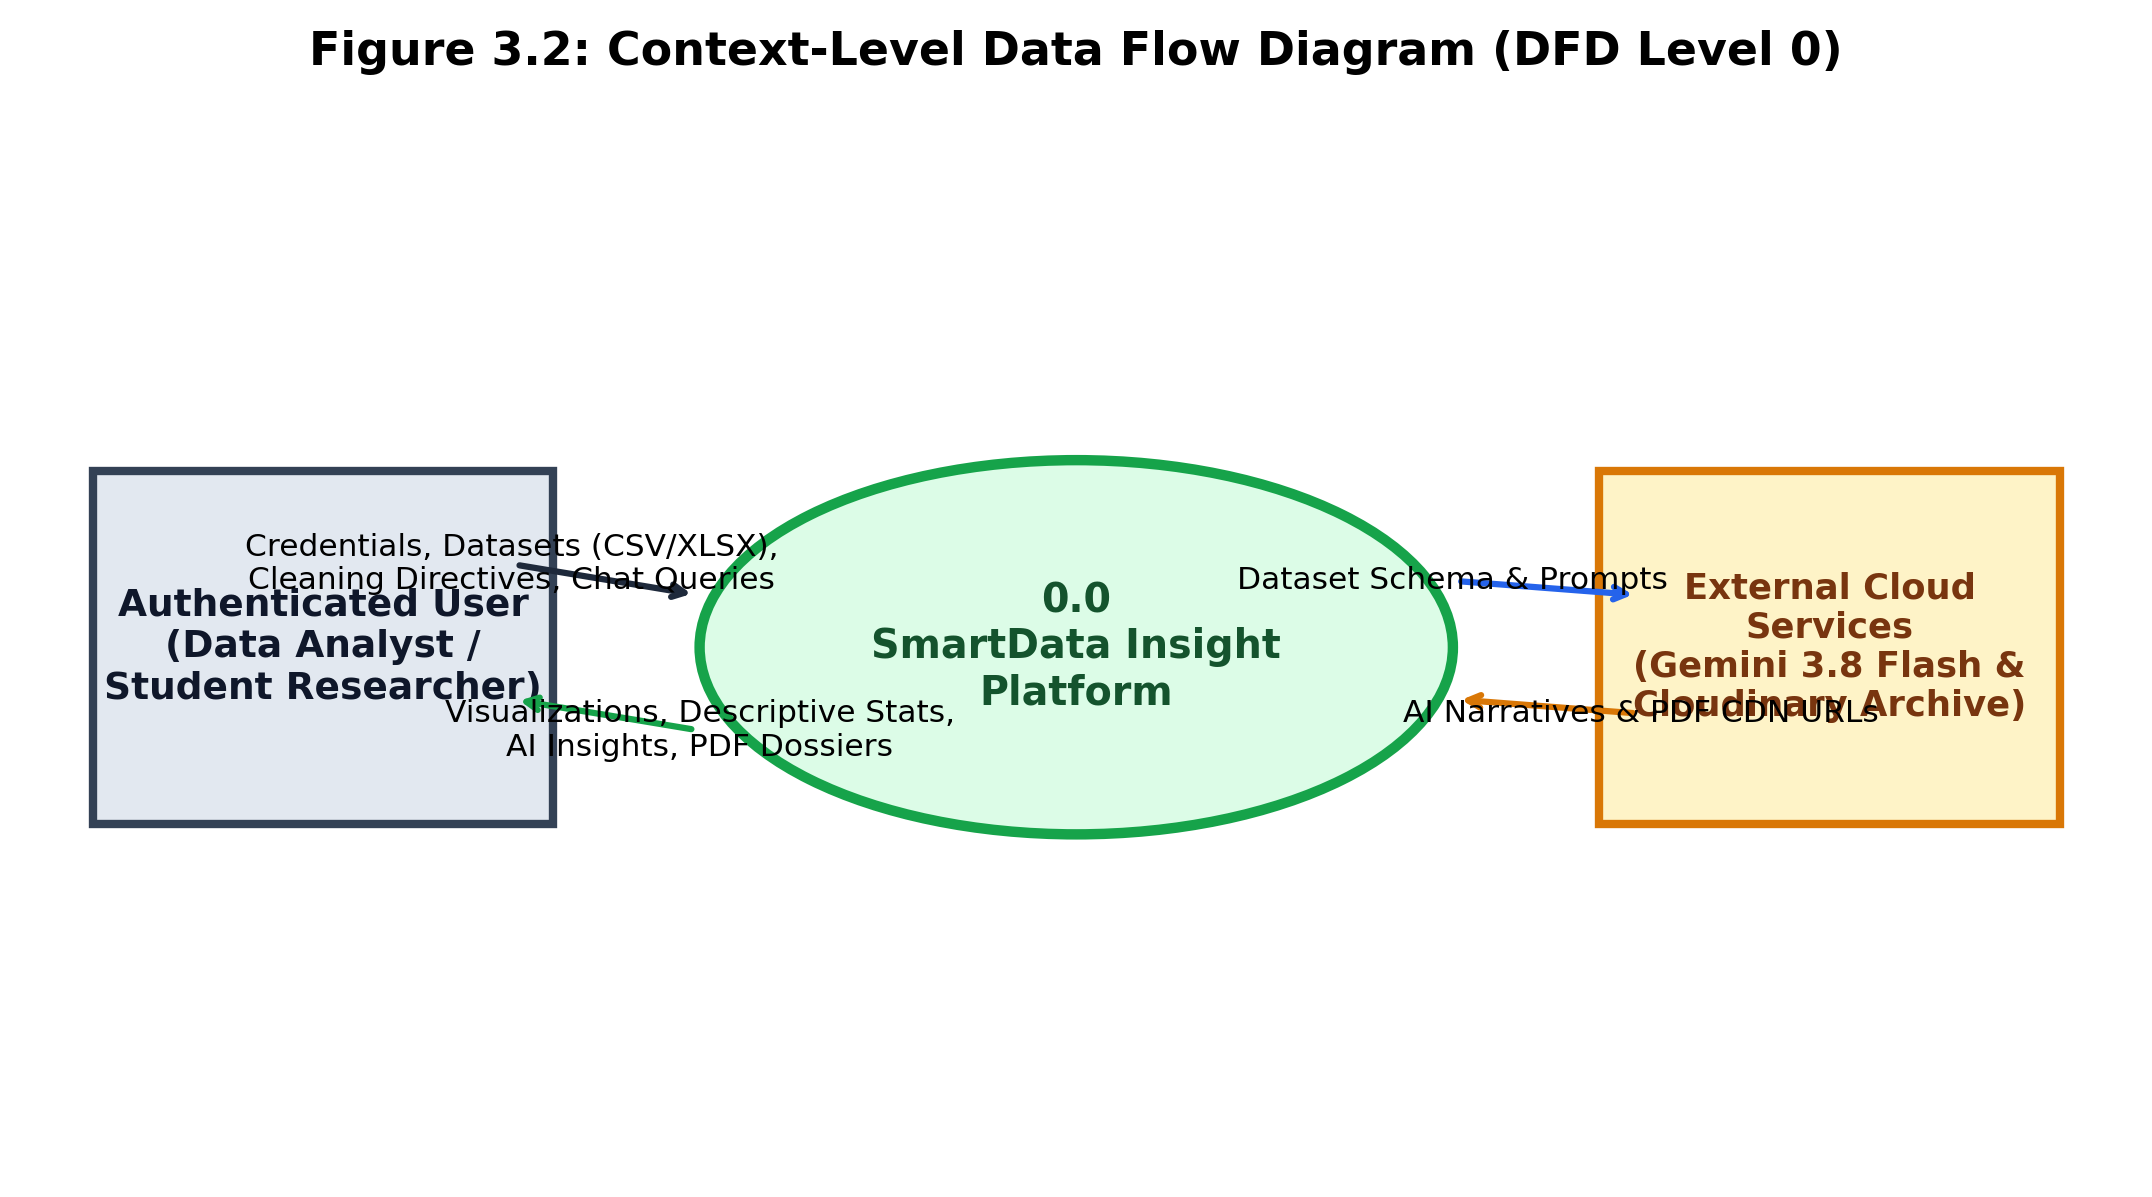 Figure 3.2: Context-Level Data Flow Diagram (DFD Level 0)
Credentials, Datasets (CSV/XLSX),
Cleaning Directives, Chat Queries
Authenticated User
(Data Analyst /
Student Researcher)
Visualizations, Descriptive Stats,
AI Insights, PDF Dossiers
0.0
SmartData Insight
Platform
Dataset Schema & Prompts
AI Narratives & PDF CDN URLs
External Cloud
Services
(Gemini 3.8 Flash &
Cloudinary Archive)